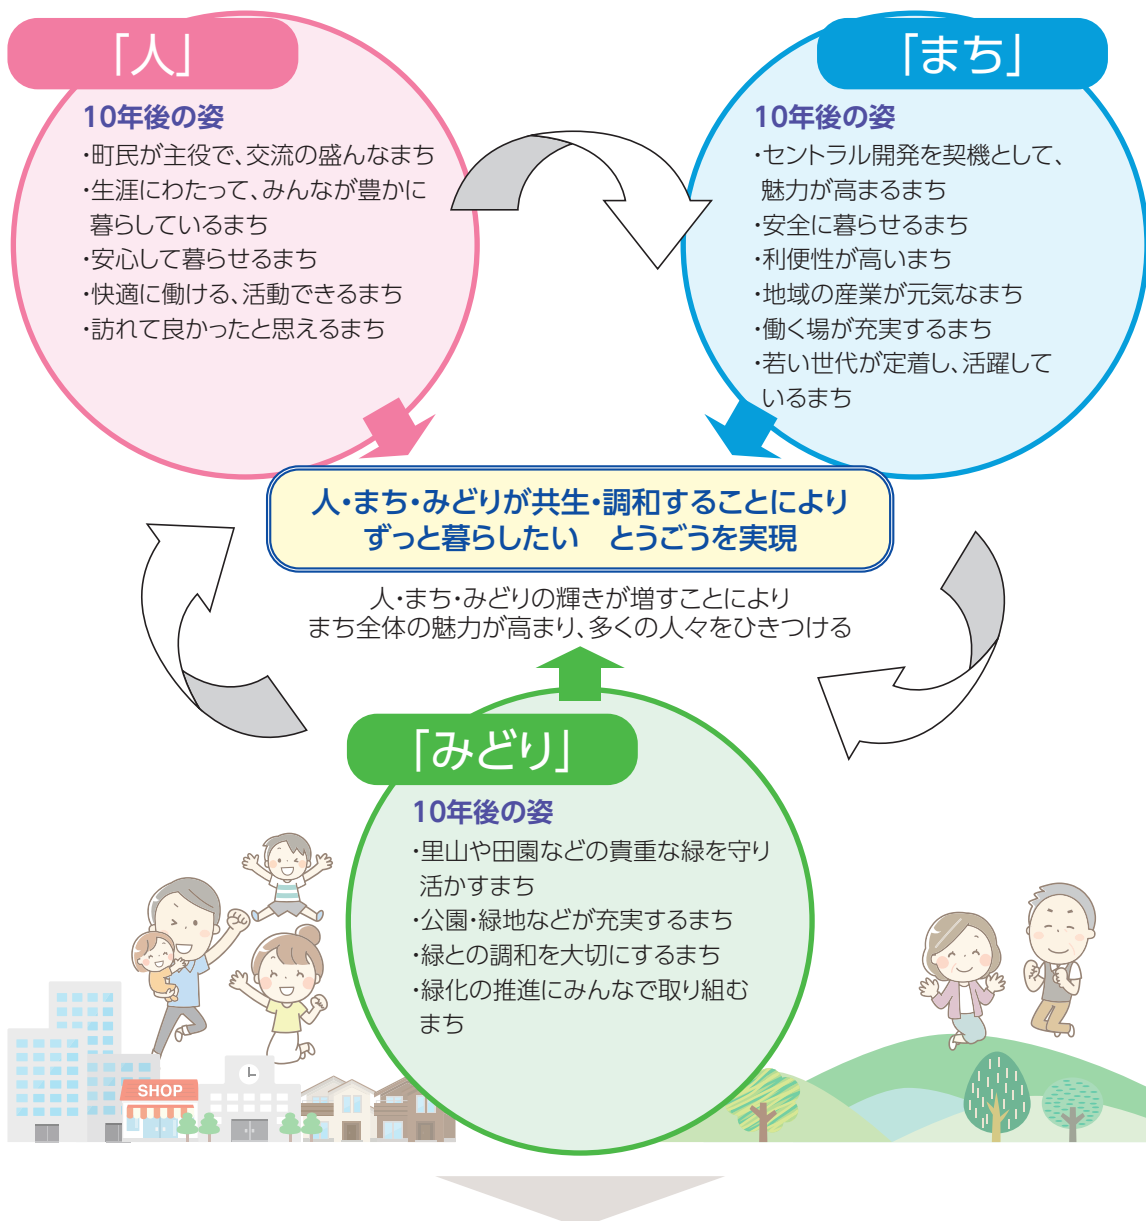 「人」
10年後の姿
・町民が主役で、交流の盛んなまち
・生涯にわたって、みんなが豊かに
暮らしているまち
・安心して暮らせるまち
・快適に働ける、活動できるまち
・訪れて良かったと思えるまち
「まち」
10年後の姿
・セントラル開発を契機として、
魅力が高まるまち
・安全に暮らせるまち
・利便性が高いまち
・地域の産業が元気なまち
・働く場が充実するまち
・若い世代が定着し、活躍して
いるまち
人・まち・みどりが共生・調和することにより
ずっと暮らしたい　とうごうを実現
人・まち・みどりの輝きが増すことにより
まち全体の魅力が高まり、多くの人々をひきつける
「みどり」
10年後の姿
・里山や田園などの貴重な緑を守り
活かすまち
・公園・緑地などが充実するまち
・緑との調和を大切にするまち
・緑化の推進にみんなで取り組む
まち
SHOP